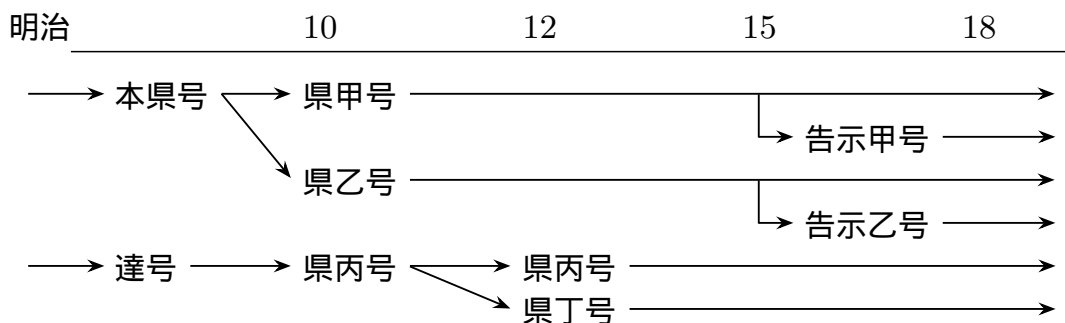 明治 10 12 15 18
本県号 県甲号
告示甲号
県乙号
告示乙号
達号 県丙号 県丙号
県丁号